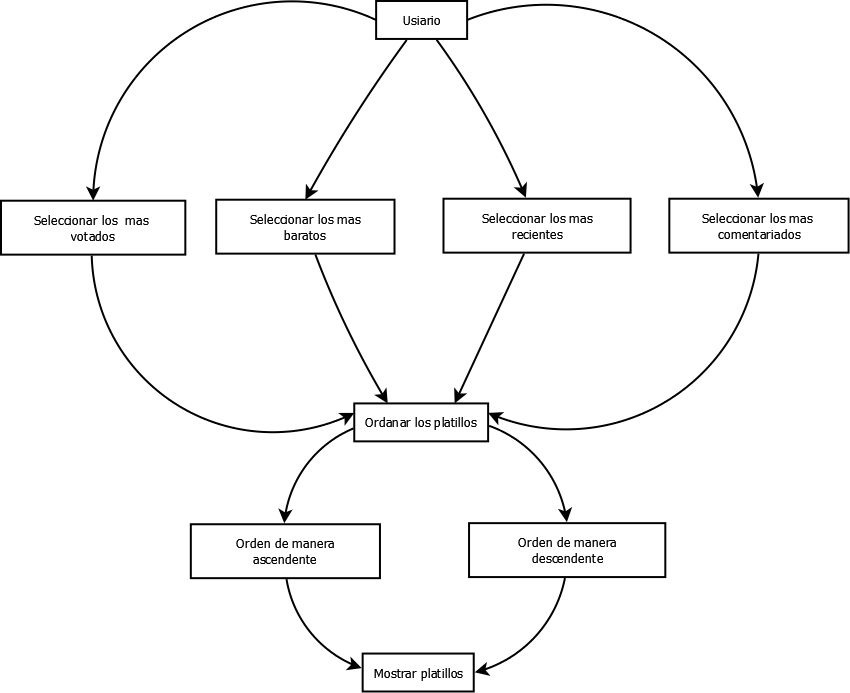 Usiario
Seleccionar los mas
votados
Seleccionar los mas
baratos
Seleccionar los mas
recientes
Seleccionar los mas
comentariados
Ordanar los platillos
Orden de manera
ascendente
Orden de manera
descendente
Mostrar platillos